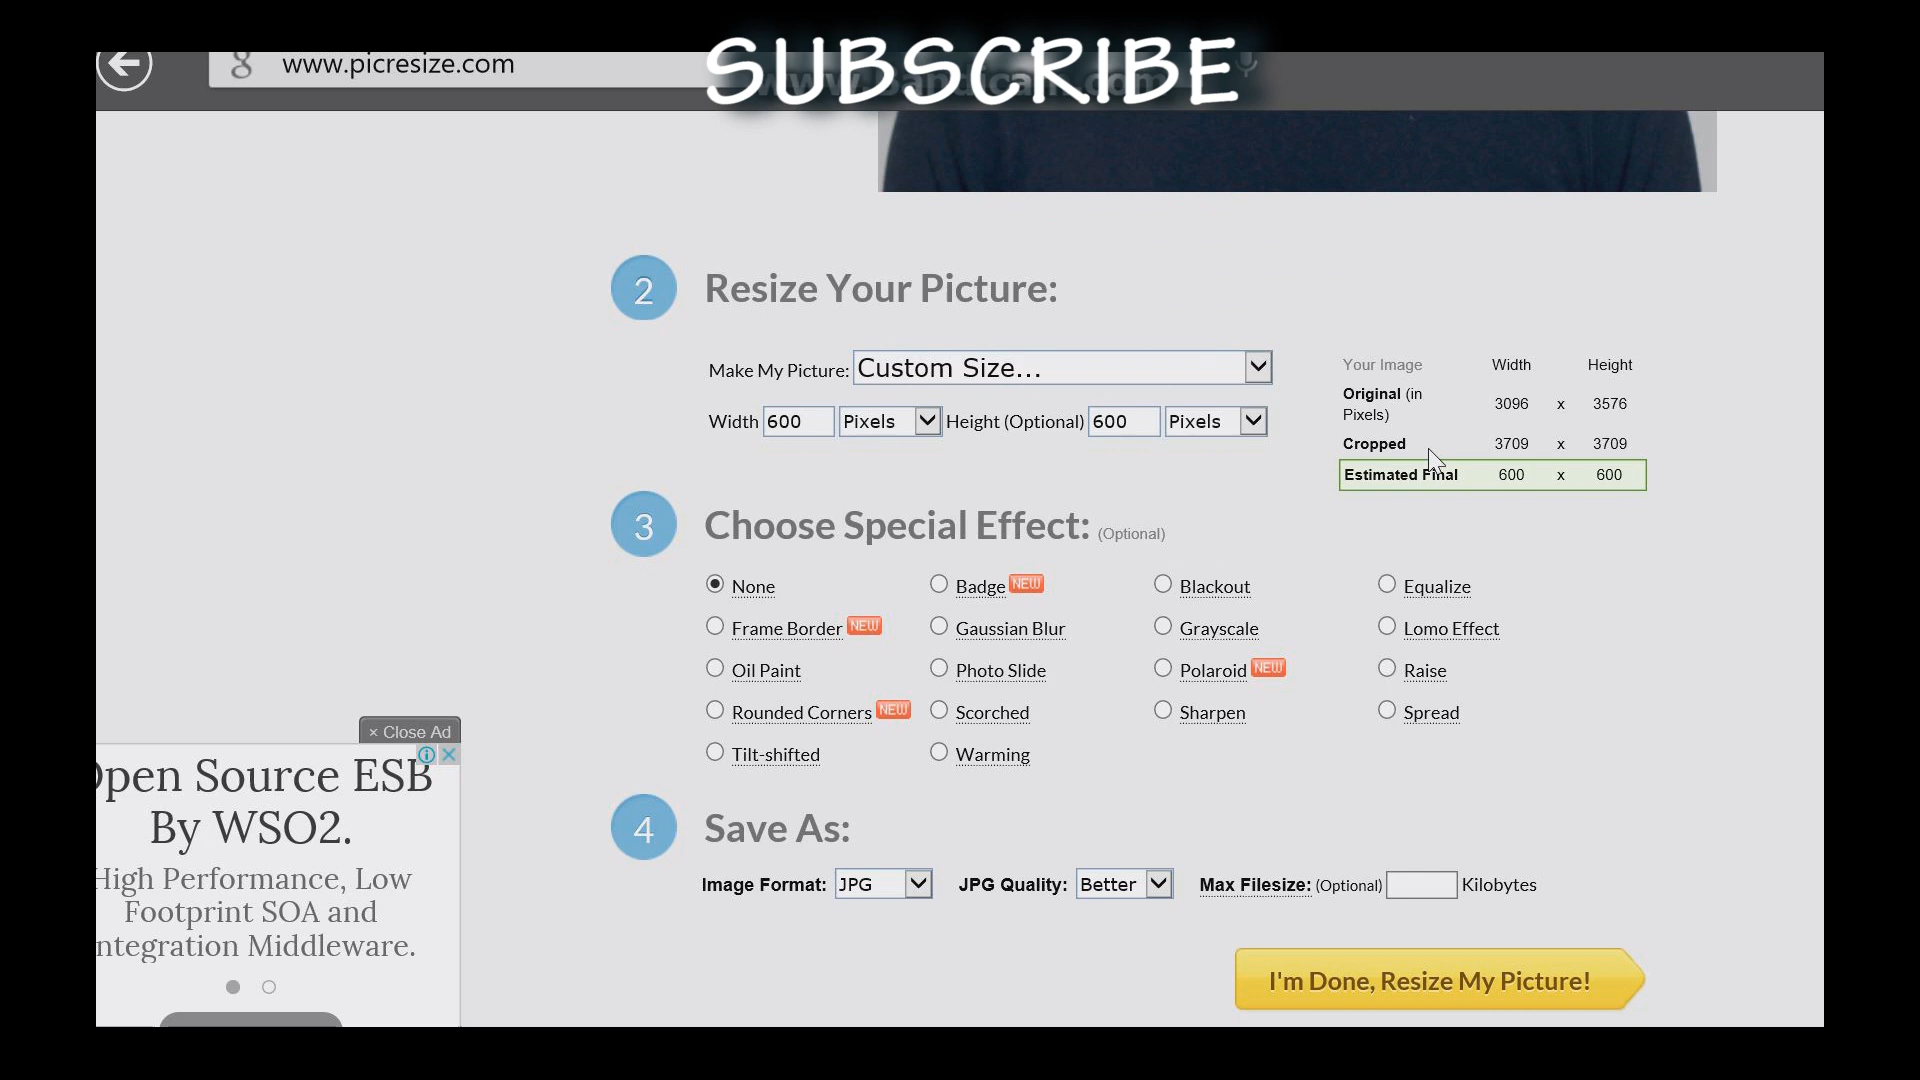 SUBSCRIBE
www.picresize.com
2 Resize Your Picture:
Make My Picture: Custom Size...
Width 600 Pixels Height (Optional) 600 Pixels
Your Image Width Height
Original (in Pixels) 3096 x 3576
Cropped 3709 x 3709
Estimated Final 600 x 600
3 Choose Special Effect: (Optional)
None Badge NEW Blackout Equalize
Frame Border NEW Gaussian Blur Grayscale Lomo Effect
Oil Paint Photo Slide Polaroid NEW Raise
Rounded Corners NEW Scorched Sharpen Spread
Tilt-shifted Warming
× Close Ad
Open Source ESB
By WSO2.
High Performance, Low
Footprint SOA and
Integration Middleware.
4 Save As:
Image Format: JPG JPG Quality: Better Max Filesize: (Optional) Kilobytes
I'm Done, Resize My Picture!